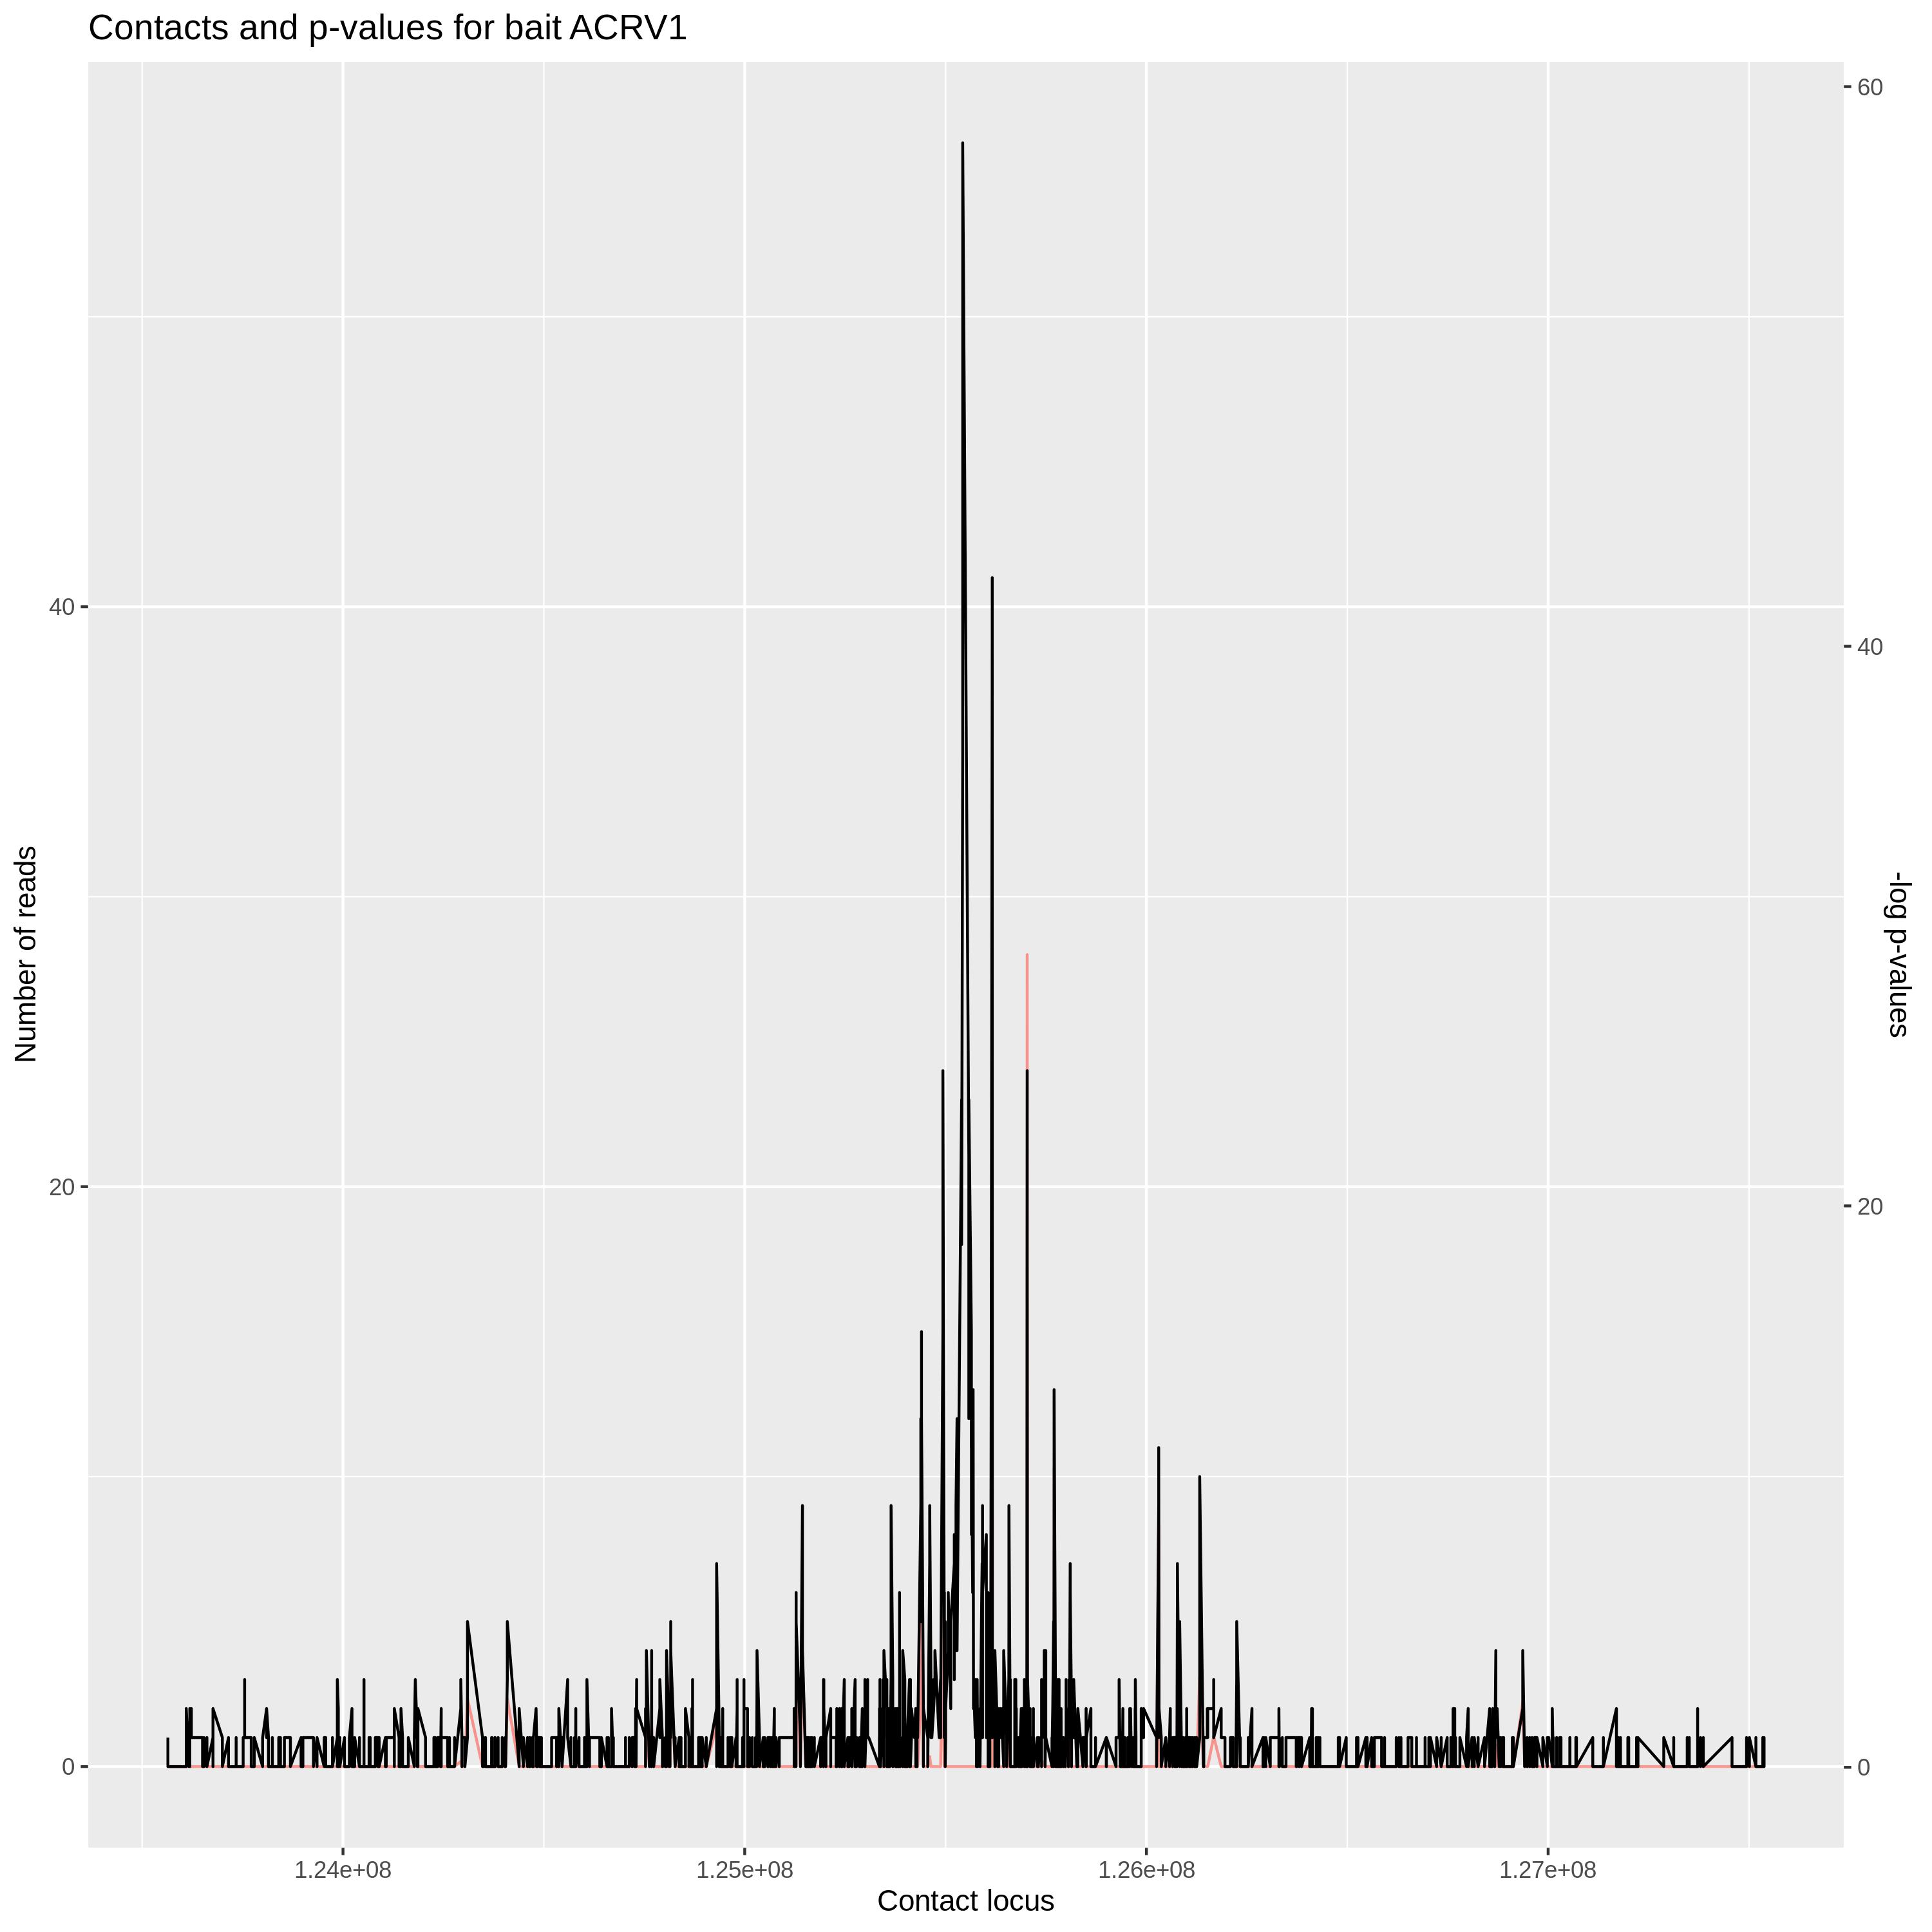 Contacts and p-values for bait ACRV1
60
40
40
20
20
0
0
Number of reads
-log p-values
1.24e+08
1.25e+08
1.26e+08
1.27e+08
Contact locus